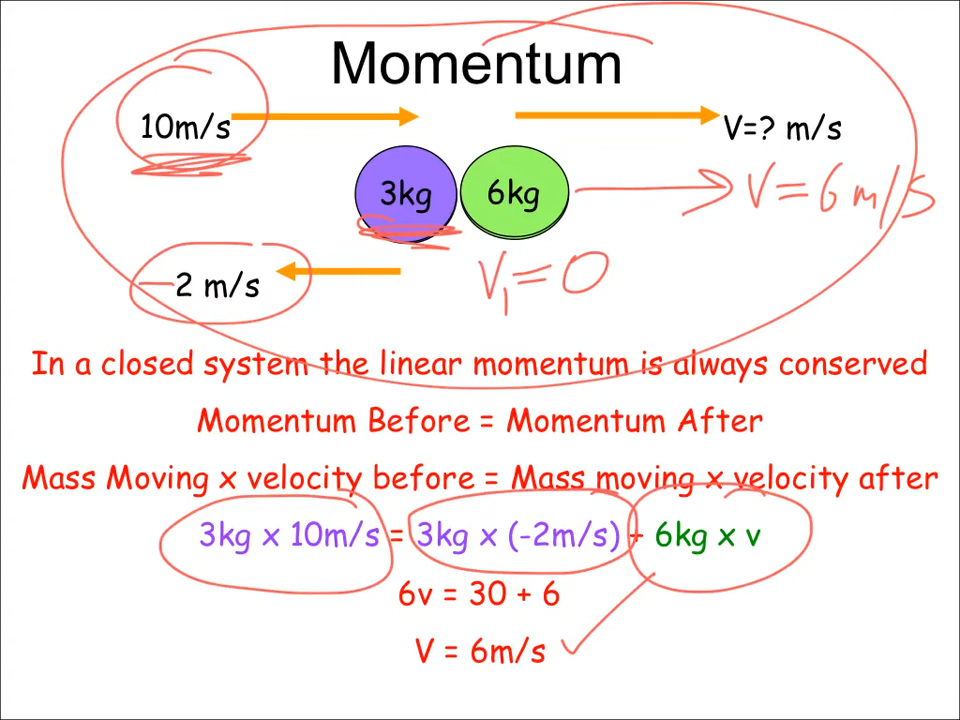 Momentum
10m/s
V=? m/s
3kg
6kg
V=6m/s
-2 m/s
V₁=0
In a closed system the linear momentum is always conserved
Momentum Before = Momentum After
Mass Moving x velocity before = Mass moving x velocity after
3kg x 10m/s = 3kg x (-2m/s) + 6kg x v
6v = 30 + 6
V = 6m/s